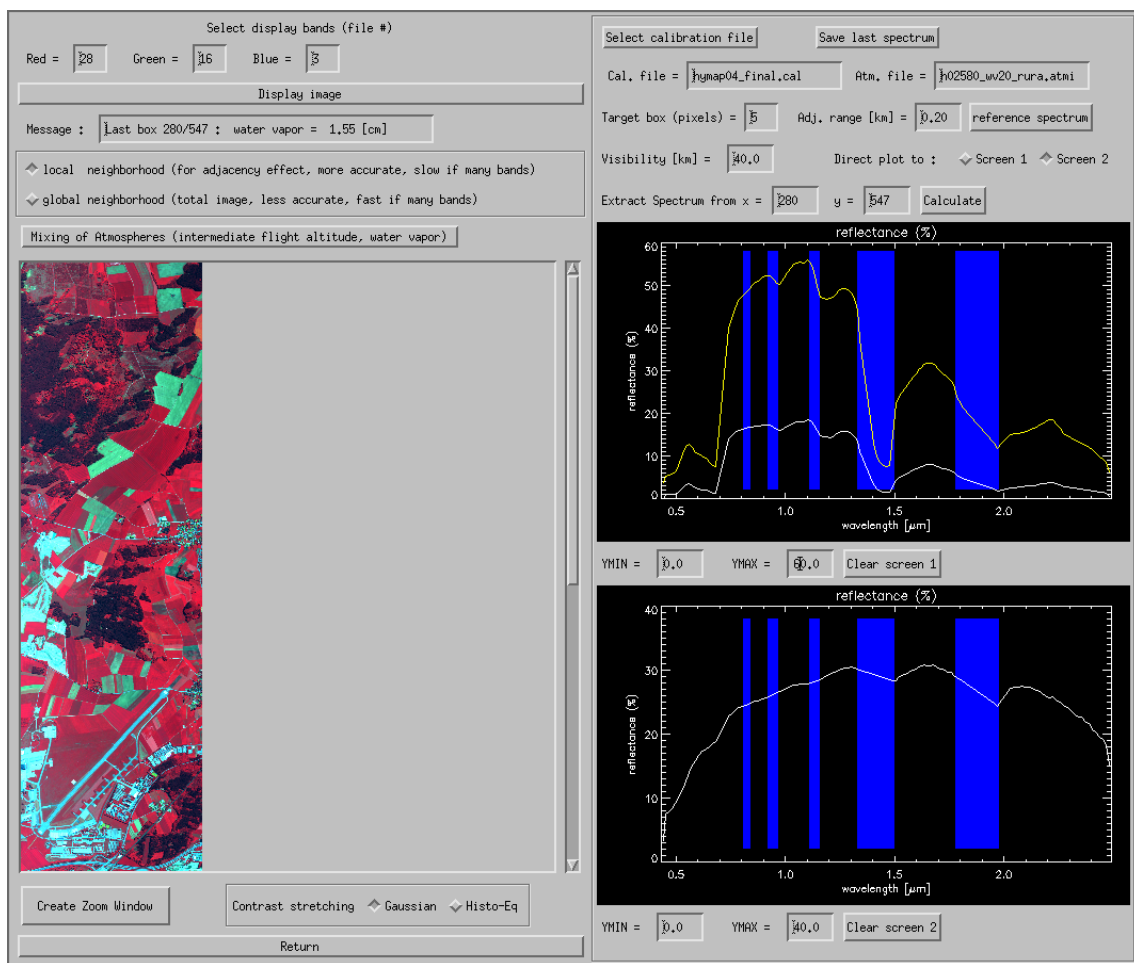 Select display bands (file #)
Red = 28 Green = 16 Blue = 3
Display image
Message : Last box 280/547 : water vapor = 1.55 [cm]
local neighborhood (for adjacency effect, more accurate, slow if many bands)
global neighborhood (total image, less accurate, fast if many bands)
Mixing of Atmospheres (intermediate flight altitude, water vapor)
Create Zoom Window
Contrast stretching Gaussian Histo-Eq
Return
Select calibration file Save last spectrum
Cal. file = hymap04_final.cal Atm. file = h02580_wv20_rura.atmi
Target box (pixels) = 5 Adj. range [km] = 0.20 reference spectrum
Visibility [km] = 40.0 Direct plot to : Screen 1 Screen 2
Extract Spectrum from x = 280 y = 547 Calculate
reflectance (%)
60
50
40
30
20
10
0
reflectance (%)
0.5 1.0 1.5 2.0
wavelength [μm]
YMIN = 0.0 YMAX = 60.0 Clear screen 1
reflectance (%)
40
30
20
10
0
reflectance (%)
0.5 1.0 1.5 2.0
wavelength [μm]
YMIN = 0.0 YMAX = 40.0 Clear screen 2